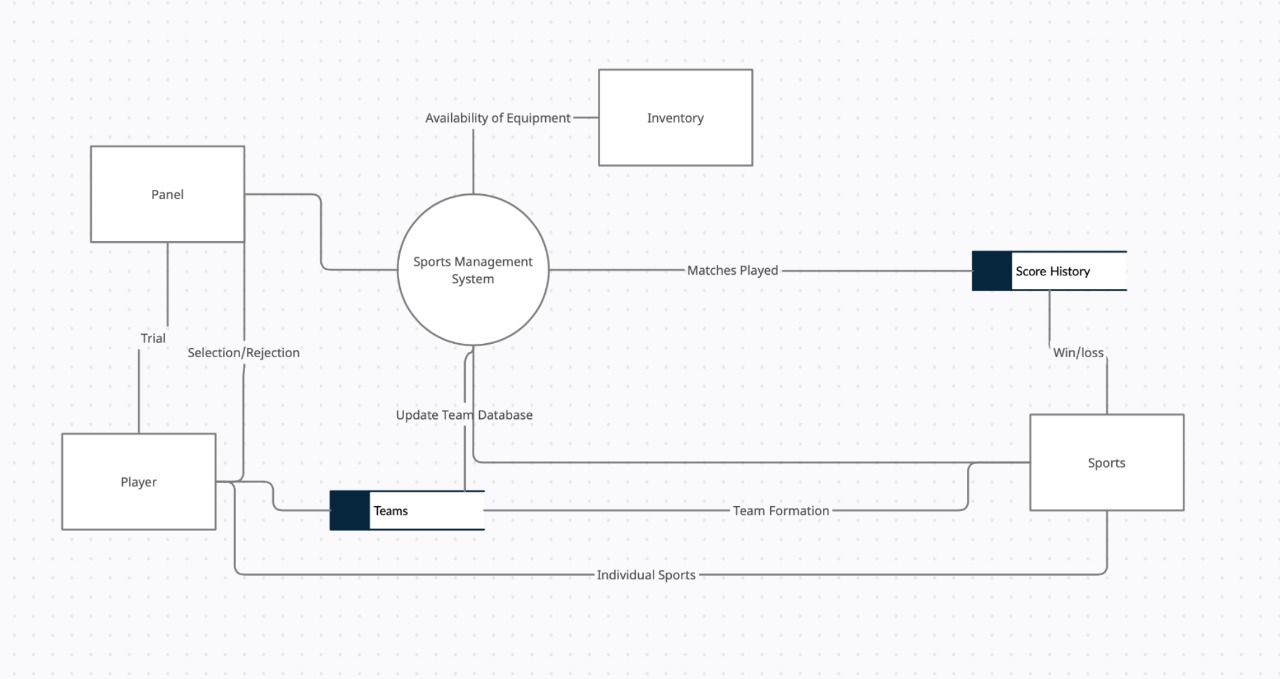 Availability of Equipment
Inventory
Panel
Sports Management
System
Matches Played
Score History
Trial
Selection/Rejection
Win/loss
Update Team Database
Sports
Player
Teams
Team Formation
Individual Sports